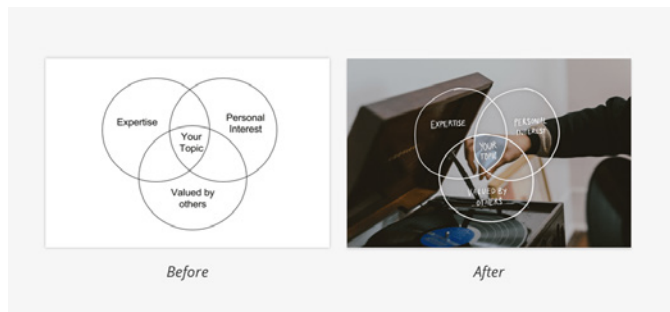 Expertise
Personal
Interest
Your
Topic
Valued by
others
EXPERTISE
PERSONAL
INTEREST
YOUR
TOPIC
VALUED BY
OTHERS
Before
After